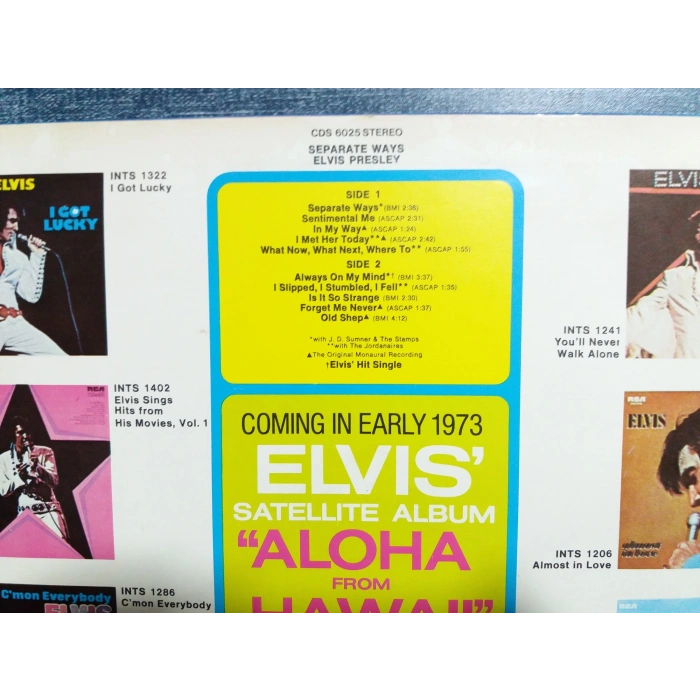 CDS 6025 STEREO
SEPARATE WAYS
ELVIS PRESLEY
ELVIS
I GOT
LUCKY
INTS 1322
I Got Lucky
SIDE 1
Separate Ways* (BMI 2:36)
Sentimental Me (ASCAP 2:31)
In My Way▲ (ASCAP 1:24)
I Met Her Today**▲ (ASCAP 2:42)
What Now, What Next, Where To** (ASCAP 1:55)
SIDE 2
Always On My Mind*† (BMI 3:37)
I Slipped, I Stumbled, I Fell** (ASCAP 1:35)
Is It So Strange (BMI 2:30)
Forget Me Never▲ (ASCAP 1:37)
Old Shep▲ (BMI 4:12)
*with J. D. Sumner & The Stamps
**with The Jordanaires
▲The Original Monaural Recording
†Elvis' Hit Single
ELVIS
INTS 1241
You'll Never
Walk Alone
RCA
INTS 1402
Elvis Sings
Hits from
His Movies, Vol. 1
COMING IN EARLY 1973
ELVIS'
SATELLITE ALBUM
"ALOHA
FROM
HAWAII"
RCA
ELVIS
almost
in love
INTS 1206
Almost in Love
C'mon Everybody
ELVIS
INTS 1286
C'mon Everybody
RCA